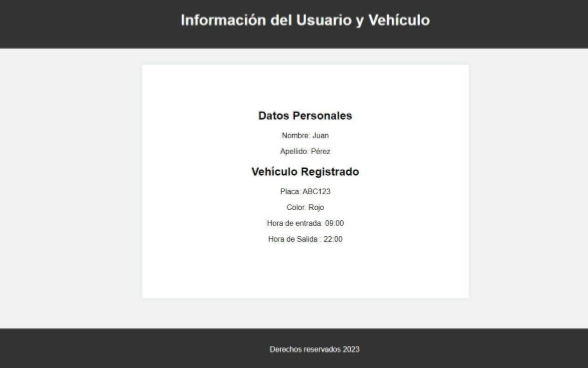 Información del Usuario y Vehículo
Datos Personales
Nombre: Juan
Apellido: Pérez
Vehículo Registrado
Placa: ABC123
Color: Rojo
Hora de entrada: 09:00
Hora de Salida : 22:00
Derechos reservados 2023